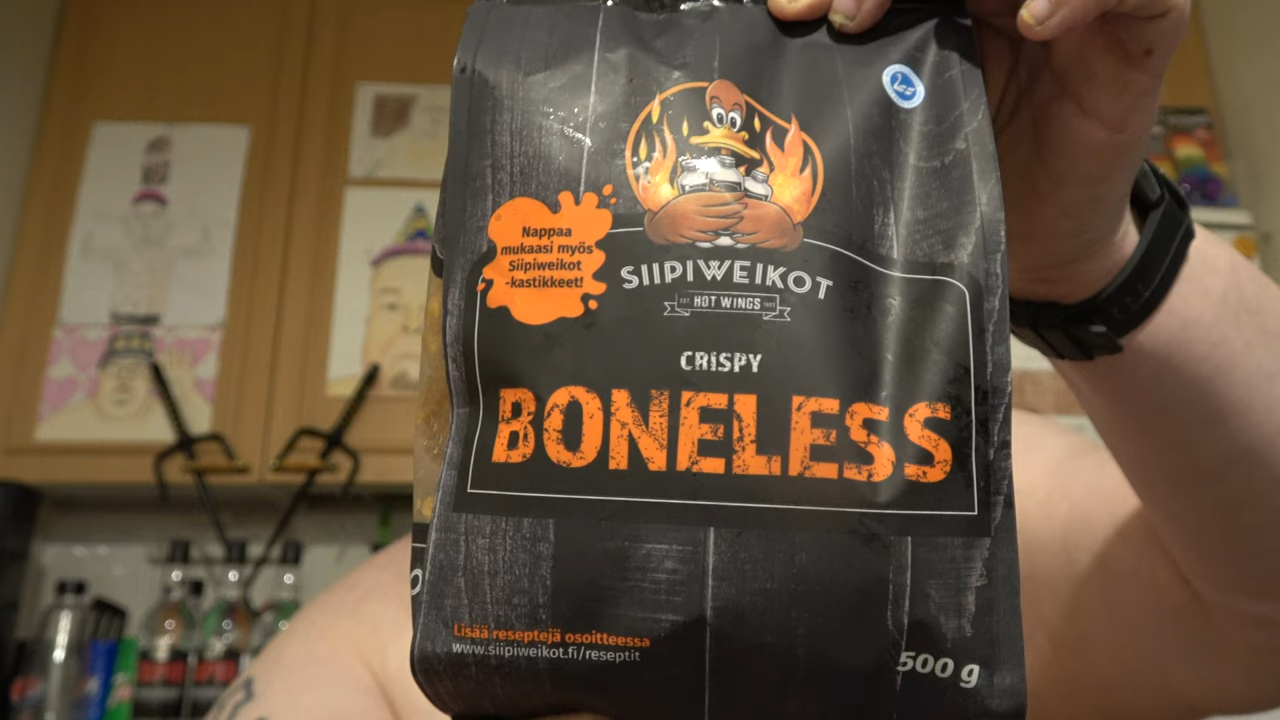 Nappaa
mukaasi myös
Siipiweikot
-kastikkeet!
SIIPIWEIKOT
HOT WINGS
CRISPY
BONELESS
Lisää reseptejä osoitteessa
www.siipiweikot.fi/reseptit
500 g